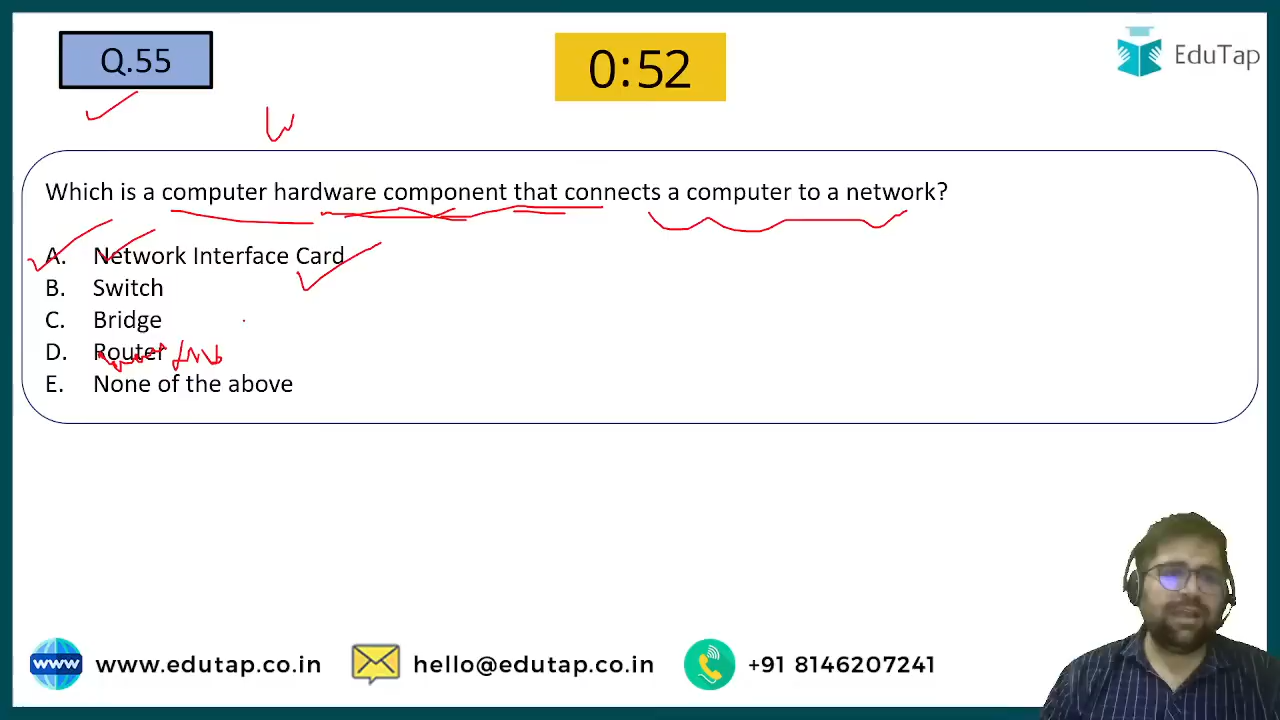 Q.55
0:52
EduTap
Which is a computer hardware component that connects a computer to a network?
A. Network Interface Card
B. Switch
C. Bridge
D. Router
E. None of the above
www
www.edutap.co.in
hello@edutap.co.in
+91 8146207241